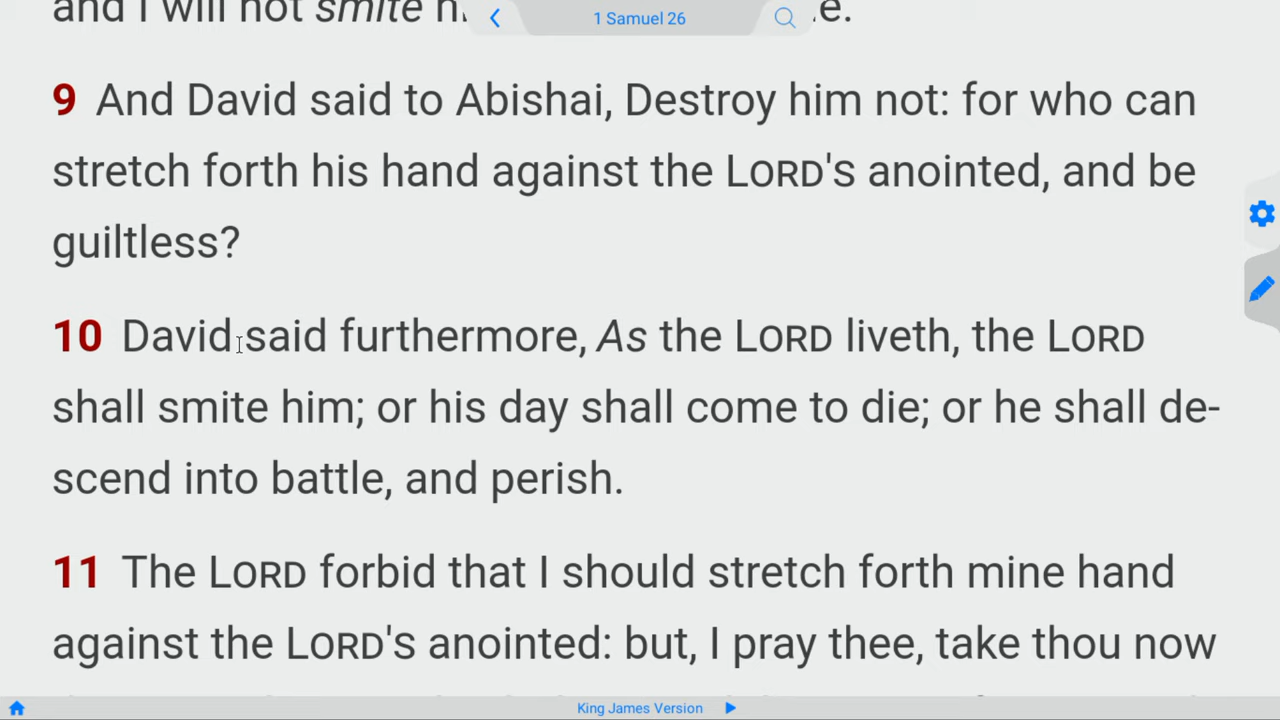 and I will not smite
e.
1 Samuel 26
9 And David said to Abishai, Destroy him not: for who can
stretch forth his hand against the LORD'S anointed, and be
guiltless?
10 David said furthermore, As the LORD liveth, the LORD
shall smite him; or his day shall come to die; or he shall de-
scend into battle, and perish.
11 The LORD forbid that I should stretch forth mine hand
against the LORD'S anointed: but, I pray thee, take thou now
King James Version